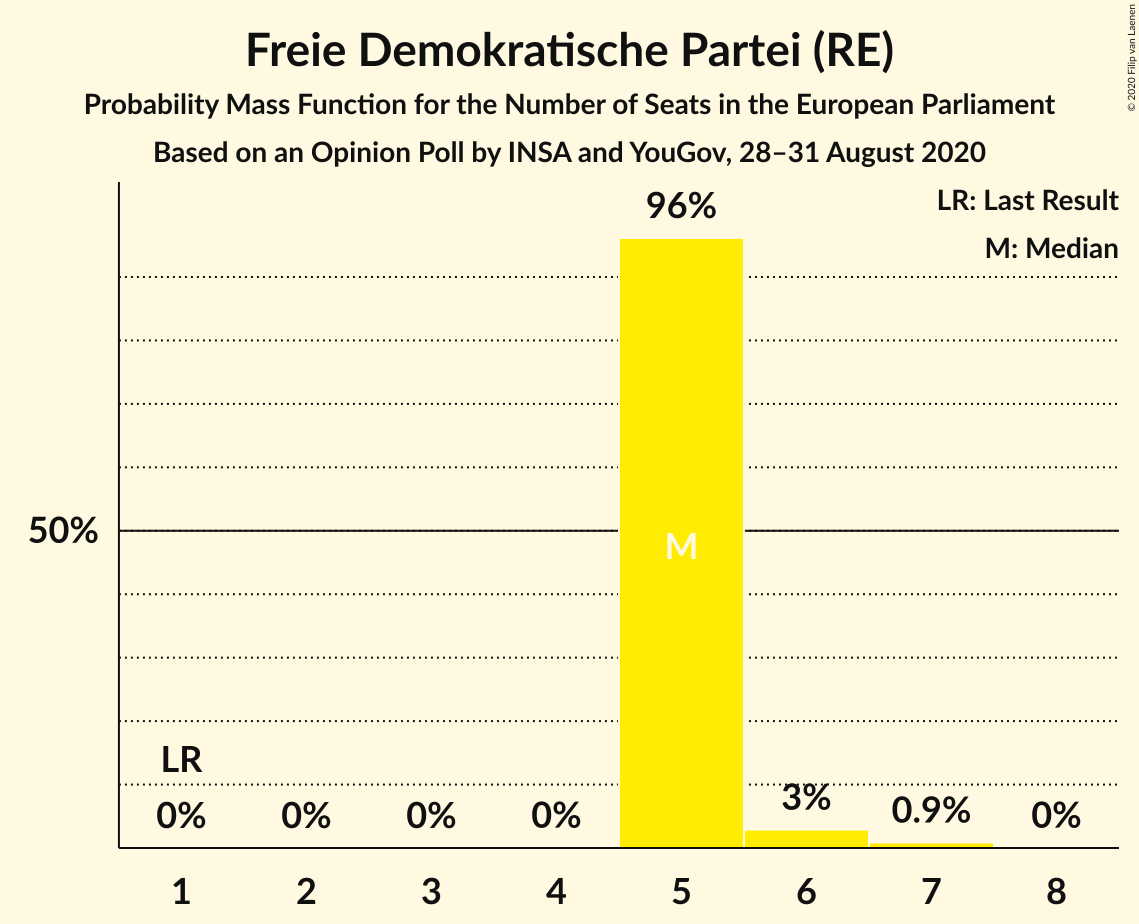 Freie Demokratische Partei (RE)
Probability Mass Function for the Number of Seats in the European Parliament
Based on an Opinion Poll by INSA and YouGov, 28–31 August 2020
© 2020 Filip van Laenen
LR: Last Result
M: Median
96%
50%
M
LR
0%
0%
0%
0%
3%
0.9%
0%
1
2
3
4
5
6
7
8